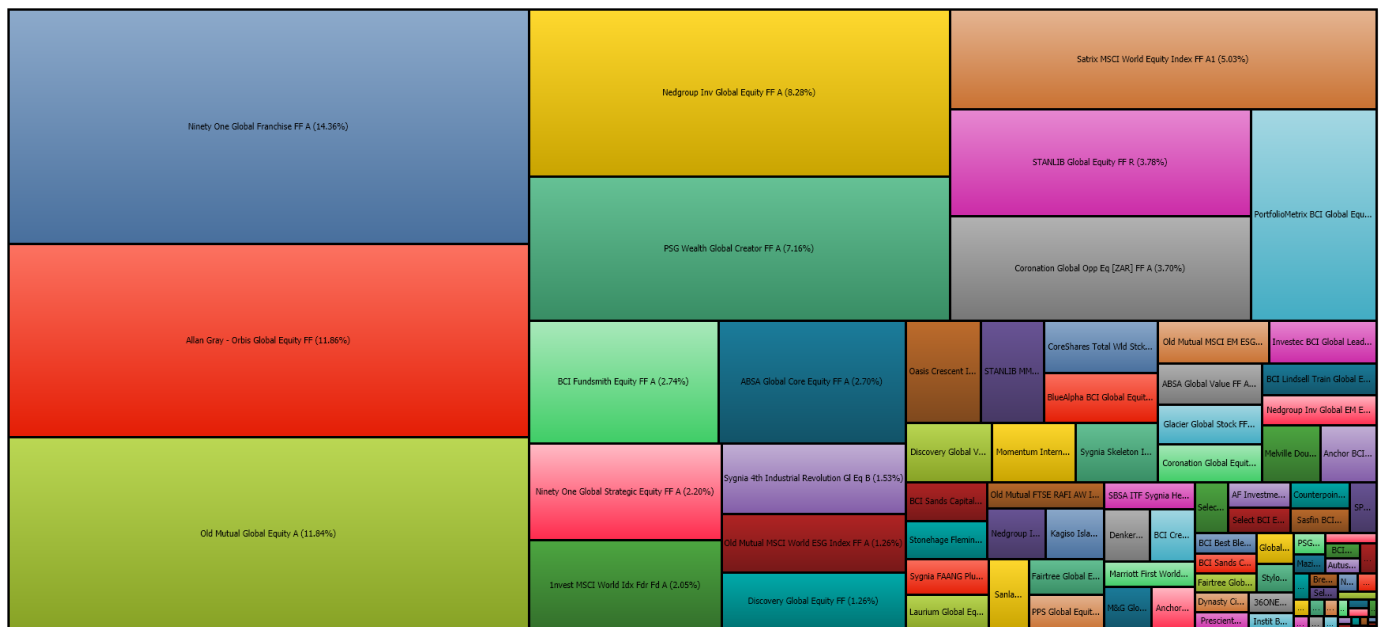 Ninety One Global Franchise FF A (14.36%)
Allan Gray - Orbis Global Equity FF (11.86%)
Old Mutual Global Equity A (11.84%)
Nedgroup Inv Global Equity FF A (8.28%)
PSG Wealth Global Creator FF A (7.16%)
Satrix MSCI World Equity Index FF A1 (5.03%)
STANLIB Global Equity FF R (3.78%)
Coronation Global Opp Eq [ZAR] FF A (3.70%)
PortfolioMetrix BCI Global Equ...
BCI Fundsmith Equity FF A (2.74%)
ABSA Global Core Equity FF A (2.70%)
Ninety One Global Strategic Equity FF A (2.20%)
1nvest MSCI World Idx Fdr Fd A (2.05%)
Sygnia 4th Industrial Revolution Gl Eq B (1.53%)
Old Mutual MSCI World ESG Index FF A (1.26%)
Discovery Global Equity FF (1.26%)
Oasis Crescent I...
STANLIB MM...
CoreShares Total Wld Stck...
BlueAlpha BCI Global Equit...
Old Mutual MSCI EM ESG...
Investec BCI Global Lead...
ABSA Global Value FF A...
BCI Lindsell Train Global E...
Nedgroup Inv Global EM E...
Glacier Global Stock FF...
Coronation Global Equit...
Melville Dou...
Anchor BCI...
Discovery Global V...
Momentum Intern...
Sygnia Skeleton I...
BCI Sands Capital...
Old Mutual FTSE RAFI AW I...
SBSA ITF Sygnia He...
Selec...
AF Investme...
Counterpoin...
SP...
Select BCI E...
Sasfin BCI...
Stonehage Flemin...
Nedgroup I...
Kagiso Isla...
Denker...
BCI Cre...
BCI Best Ble...
Global...
PSG...
BCI...
BCI Sands C...
Mazi...
Autus...
Sygnia FAANG Plu...
Sanla...
Fairtree Global E...
Marriott First World...
Fairtree Glob...
Stylo...
...
Bre...
N...
...
Sel...
Laurium Global Eq...
PPS Global Equit...
M&G Glo...
Anchor...
Dynasty Ci...
36ONE...
Prescient...
Instit B...